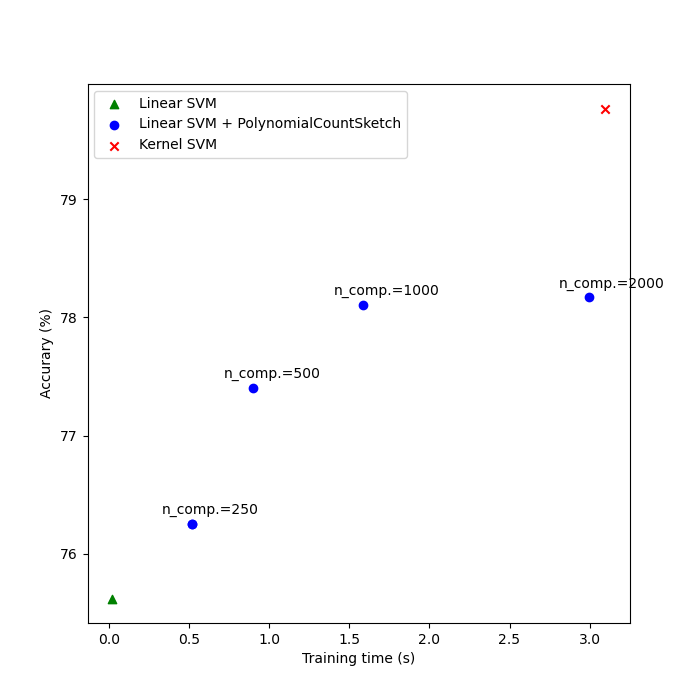 Linear SVM
Linear SVM + PolynomialCountSketch
Kernel SVM
79
n_comp.=2000
n_comp.=1000
78
n_comp.=500
77
n_comp.=250
76
Accurary (%)
0.0 0.5 1.0 1.5 2.0 2.5 3.0
Training time (s)